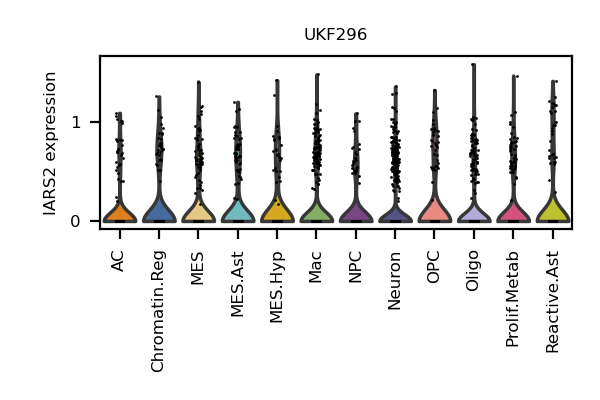 UKF296
IARS2 expression
1
0
AC
Chromatin.Reg
MES
MES.Ast
MES.Hyp
Mac
NPC
Neuron
OPC
Oligo
Prolif.Metab
Reactive.Ast